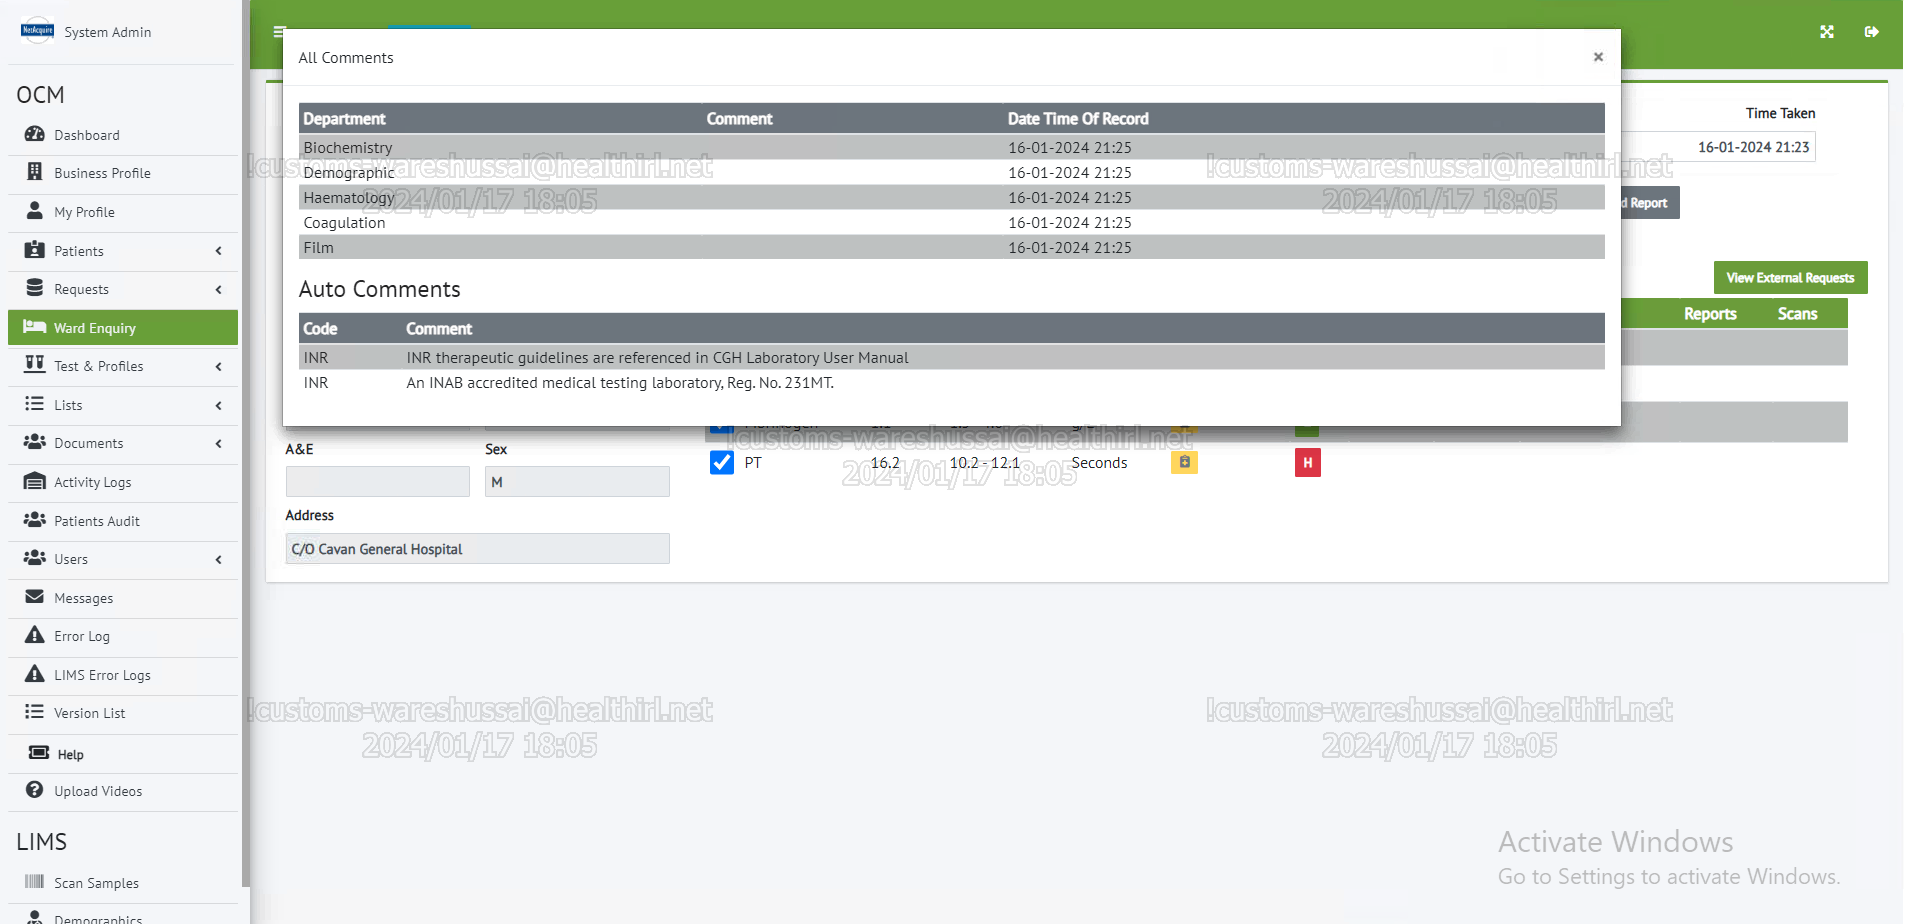 NetAcquire System Admin
OCM
Dashboard
Business Profile
My Profile
Patients
Requests
Ward Enquiry
Test & Profiles
Lists
Documents
Activity Logs
Patients Audit
Users
Messages
Error Log
LIMS Error Logs
Version List
Help
Upload Videos
LIMS
Scan Samples
Demographics
All Comments ×
Department Comment Date Time Of Record
Biochemistry 16-01-2024 21:25
Demographic 16-01-2024 21:25
Haematology 16-01-2024 21:25
Coagulation 16-01-2024 21:25
Film 16-01-2024 21:25
Auto Comments
Code Comment
INR INR therapeutic guidelines are referenced in CGH Laboratory User Manual
INR An INAB accredited medical testing laboratory, Reg. No. 231MT.
Time Taken
16-01-2024 21:23
d Report
View External Requests
Reports Scans
A&E Sex
M
Address
C/O Cavan General Hospital
PT 16.2 10.2 - 12.1 Seconds H
!customs-wareshussai@healthirl.net
2024/01/17 18:05
!customs-wareshussai@healthirl.net
2024/01/17 18:05
!customs-wareshussai@healthirl.net
2024/01/17 18:05
!customs-wareshussai@healthirl.net
2024/01/17 18:05
!customs-wareshussai@healthirl.net
2024/01/17 18:05
Activate Windows
Go to Settings to activate Windows.